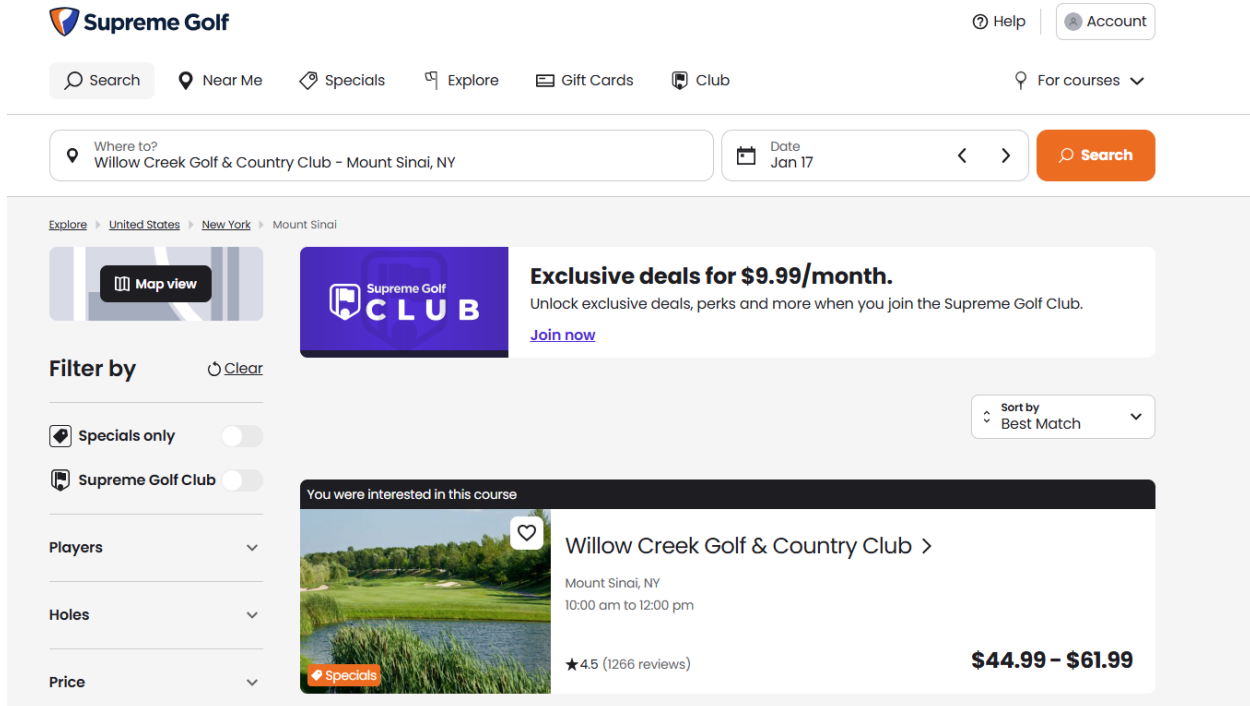 Supreme Golf
Help
Account
Search
Near Me
Specials
Explore
Gift Cards
Club
For courses
Where to?
Willow Creek Golf & Country Club - Mount Sinai, NY
Date
Jan 17
Search
Explore
United States
New York
Mount Sinai
Map view
Supreme Golf
CLUB
Exclusive deals for $9.99/month.
Unlock exclusive deals, perks and more when you join the Supreme Golf Club.
Join now
Filter by
Clear
Sort by
Best Match
Specials only
Supreme Golf Club
Players
Holes
Price
You were interested in this course
Willow Creek Golf & Country Club
Mount Sinai, NY
10:00 am to 12:00 pm
4.5 (1266 reviews)
$44.99 - $61.99
Specials